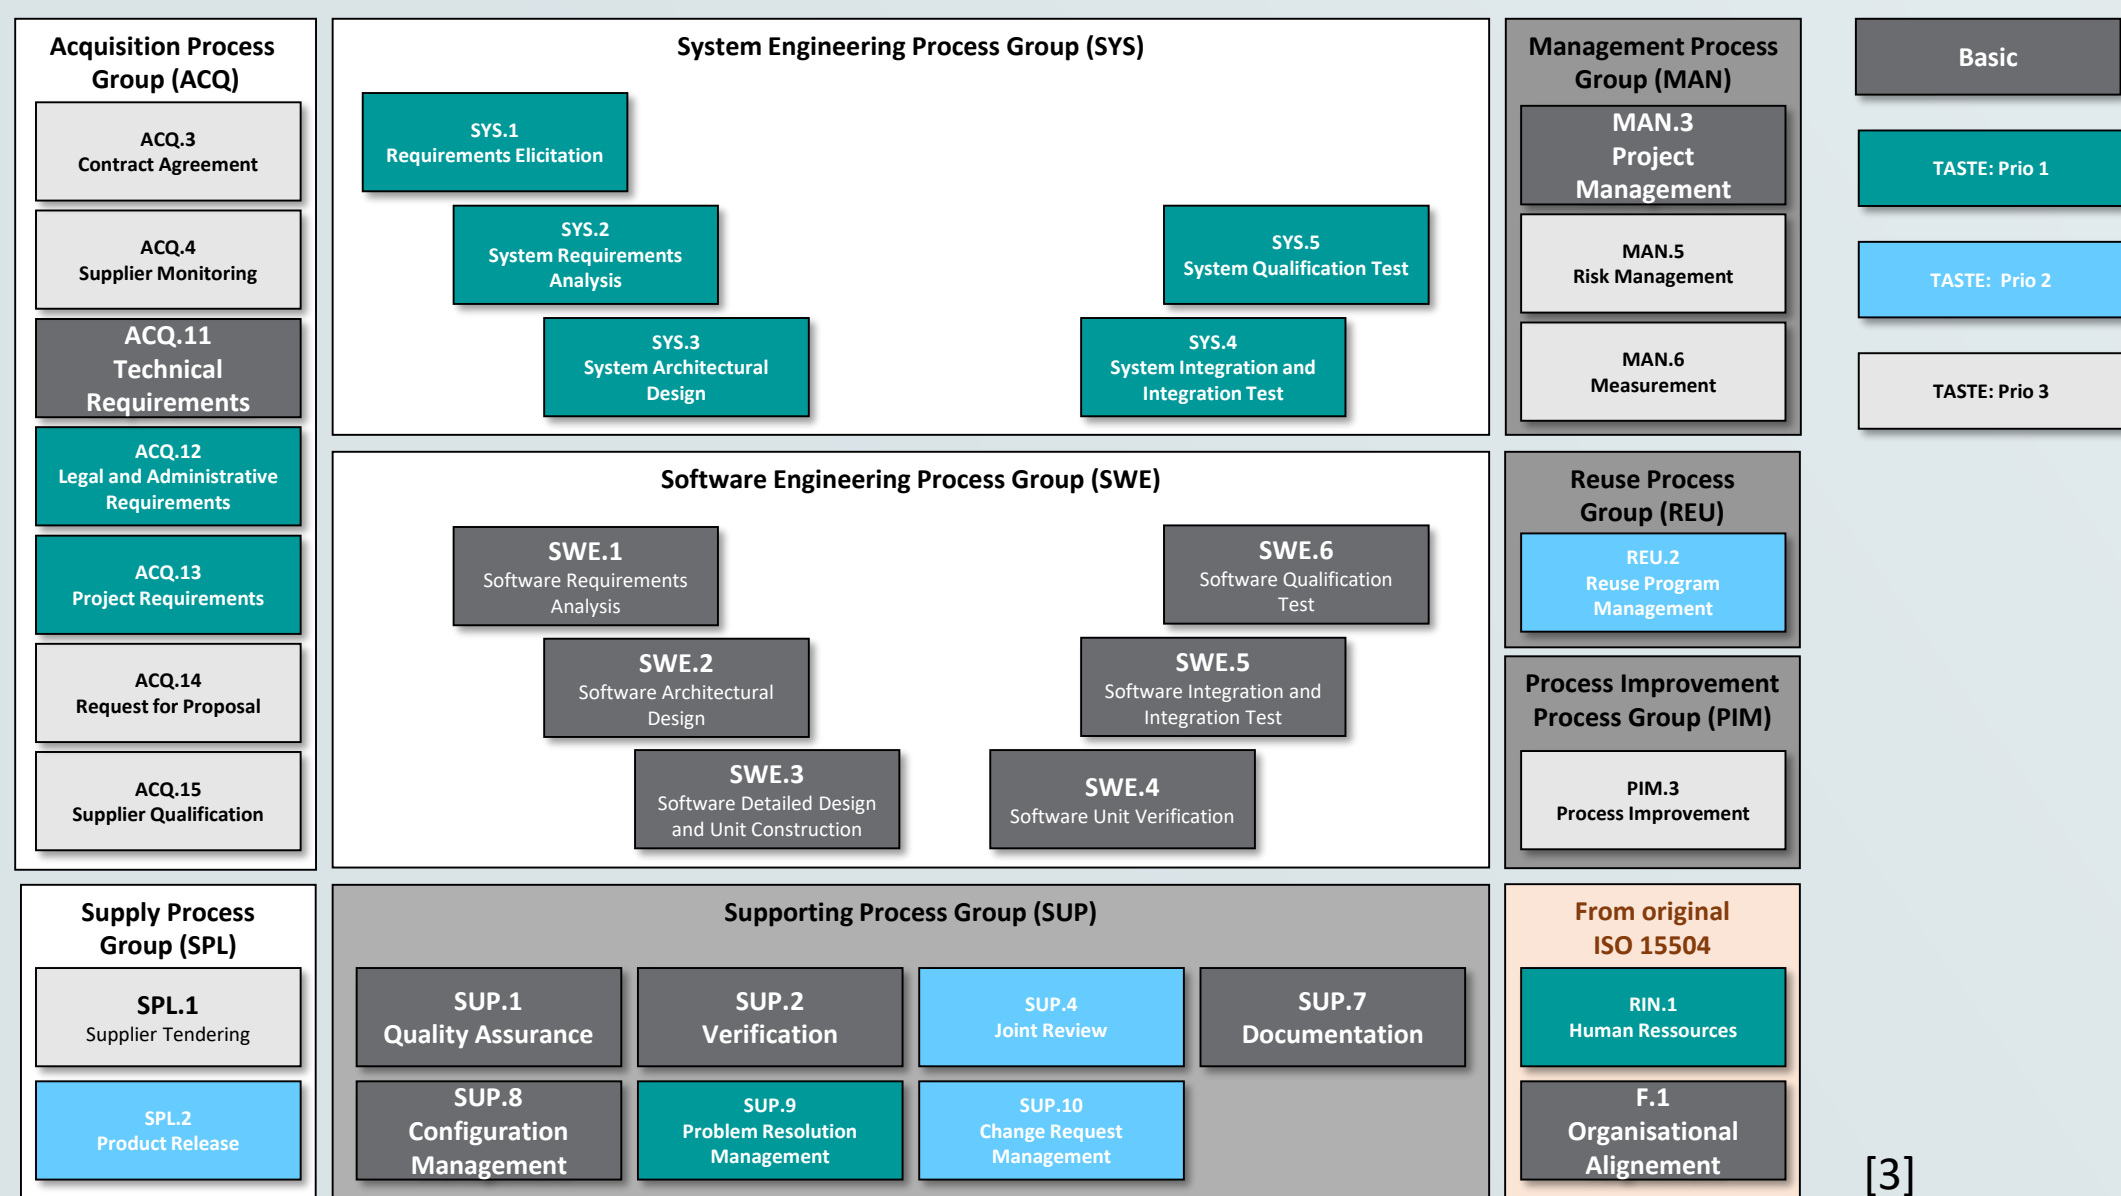 Acquisition Process
Group (ACQ)
ACQ.3
Contract Agreement
ACQ.4
Supplier Monitoring
ACQ.11
Technical
Requirements
ACQ.12
Legal and Administrative
Requirements
ACQ.13
Project Requirements
ACQ.14
Request for Proposal
ACQ.15
Supplier Qualification
System Engineering Process Group (SYS)
SYS.1
Requirements Elicitation
SYS.2
System Requirements
Analysis
SYS.3
System Architectural
Design
SYS.5
System Qualification Test
SYS.4
System Integration and
Integration Test
Management Process
Group (MAN)
MAN.3
Project
Management
MAN.5
Risk Management
MAN.6
Measurement
Basic
TASTE: Prio 1
TASTE: Prio 2
TASTE: Prio 3
Software Engineering Process Group (SWE)
SWE.1
Software Requirements
Analysis
SWE.2
Software Architectural
Design
SWE.3
Software Detailed Design
and Unit Construction
SWE.6
Software Qualification
Test
SWE.5
Software Integration and
Integration Test
SWE.4
Software Unit Verification
Reuse Process
Group (REU)
REU.2
Reuse Program
Management
Process Improvement
Process Group (PIM)
PIM.3
Process Improvement
Supply Process
Group (SPL)
SPL.1
Supplier Tendering
SPL.2
Product Release
Supporting Process Group (SUP)
SUP.1
Quality Assurance
SUP.2
Verification
SUP.4
Joint Review
SUP.7
Documentation
SUP.8
Configuration
Management
SUP.9
Problem Resolution
Management
SUP.10
Change Request
Management
From original
ISO 15504
RIN.1
Human Ressources
F.1
Organisational
Alignement
[3]